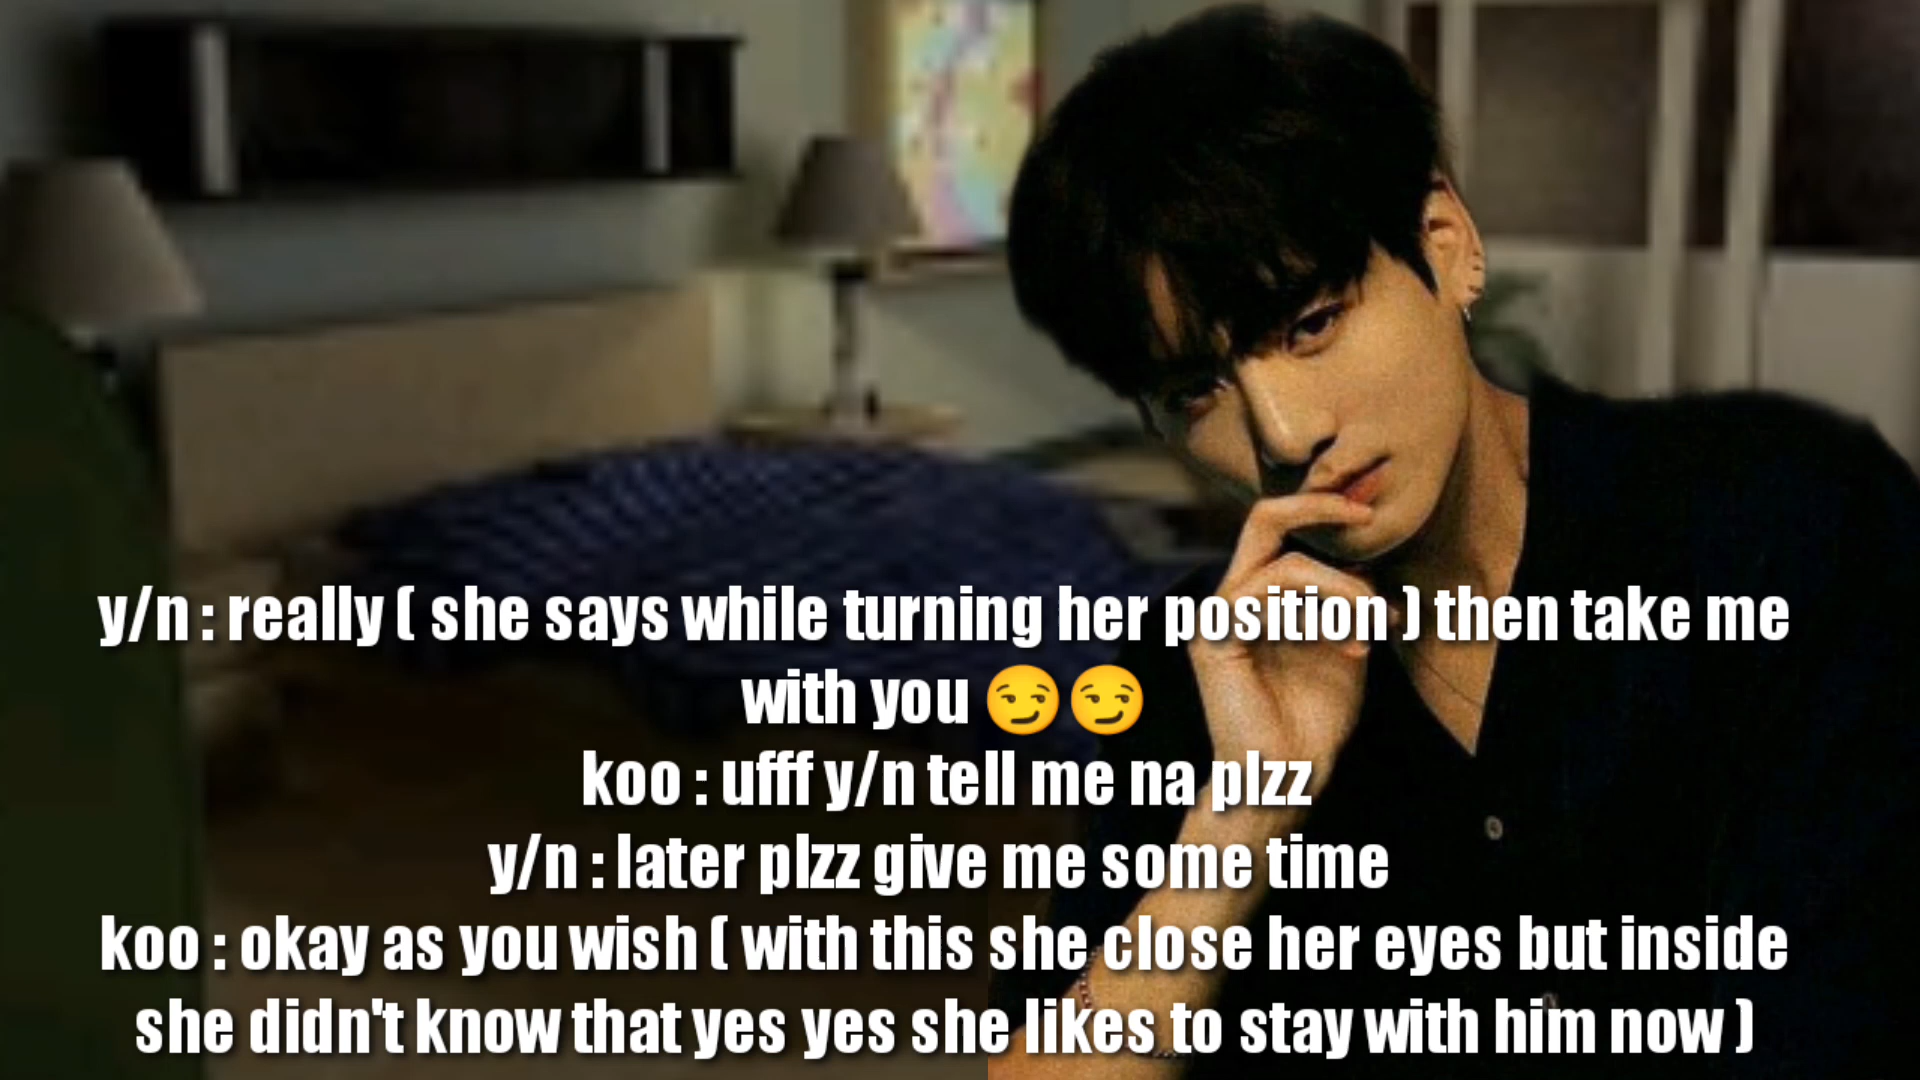 y/n : really ( she says while turning her position ) then take me
with you 😏😏
koo : ufff y/n tell me na plzz
y/n : later plzz give me some time
koo : okay as you wish ( with this she close her eyes but inside
she didn't know that yes yes she likes to stay with him now )